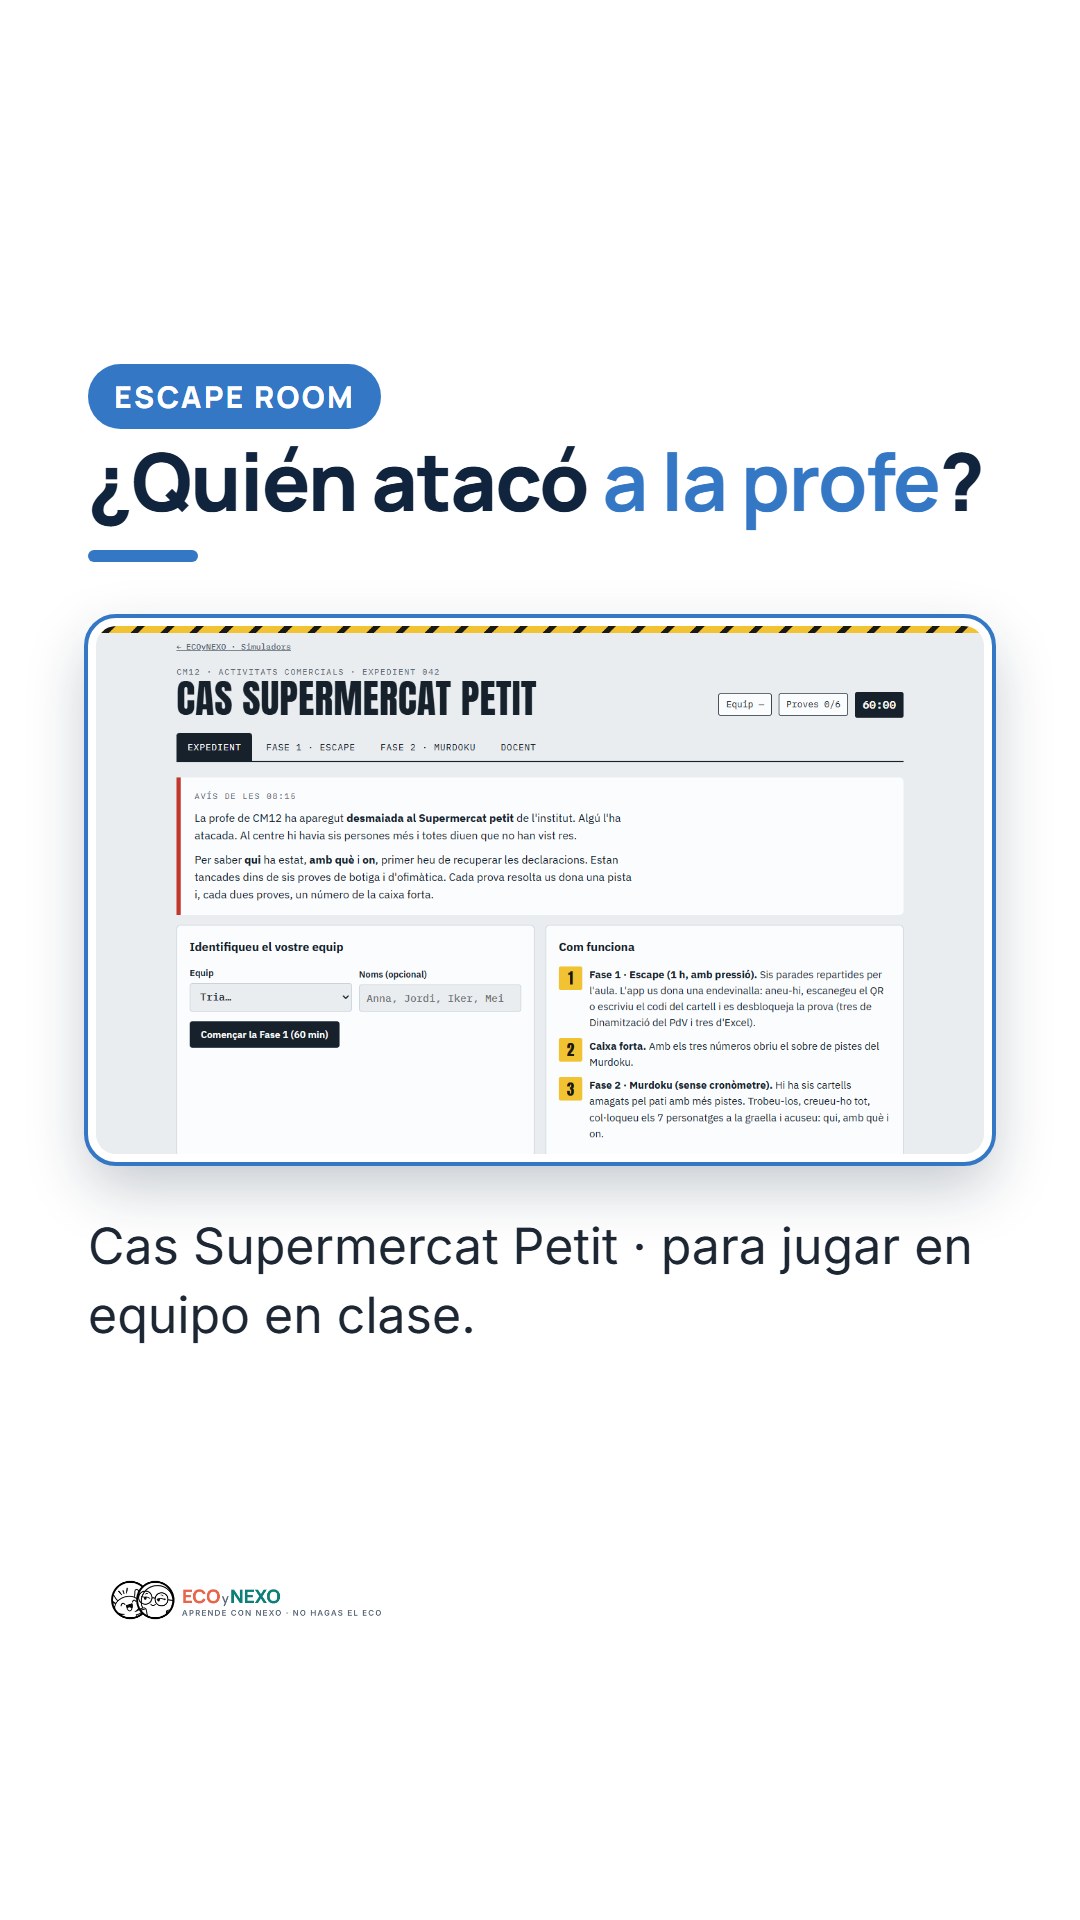 ESCAPE ROOM
¿Quién atacó a la profe?
← ECOyNEXO · Simuladors
CM12 · ACTIVITATS COMERCIALS · EXPEDIENT 042
CAS SUPERMERCAT PETIT
Equip —
Proves 0/6
60:00
EXPEDIENT
FASE 1 · ESCAPE
FASE 2 · MURDOKU
DOCENT
AVÍS DE LES 08:15
La profe de CM12 ha aparegut desmaiada al Supermercat petit de l'institut. Algú l'ha
atacada. Al centre hi havia sis persones més i totes diuen que no han vist res.
Per saber qui ha estat, amb què i on, primer heu de recuperar les declaracions. Estan
tancades dins de sis proves de botiga i d'ofimàtica. Cada prova resolta us dona una pista
i, cada dues proves, un número de la caixa forta.
Identifiqueu el vostre equip
Equip
Noms (opcional)
Tria…
Anna, Jordi, Iker, Mei
Començar la Fase 1 (60 min)
Com funciona
1
Fase 1 · Escape (1 h, amb pressió). Sis parades repartides per
l'aula. L'app us dona una endevinalla: aneu-hi, escanegeu el QR
o escriviu el codi del cartell i es desbloqueja la prova (tres de
Dinamització del PdV i tres d'Excel).
2
Caixa forta. Amb els tres números obriu el sobre de pistes del
Murdoku.
3
Fase 2 · Murdoku (sense cronòmetre). Hi ha sis cartells
amagats pel pati amb més pistes. Trobeu-los, creueu-ho tot,
col·loqueu els 7 personatges a la graella i acuseu: qui, amb què i
on.
Cas Supermercat Petit · para jugar en
equipo en clase.
ECOyNEXO
APRENDE CON NEXO · NO HAGAS EL ECO